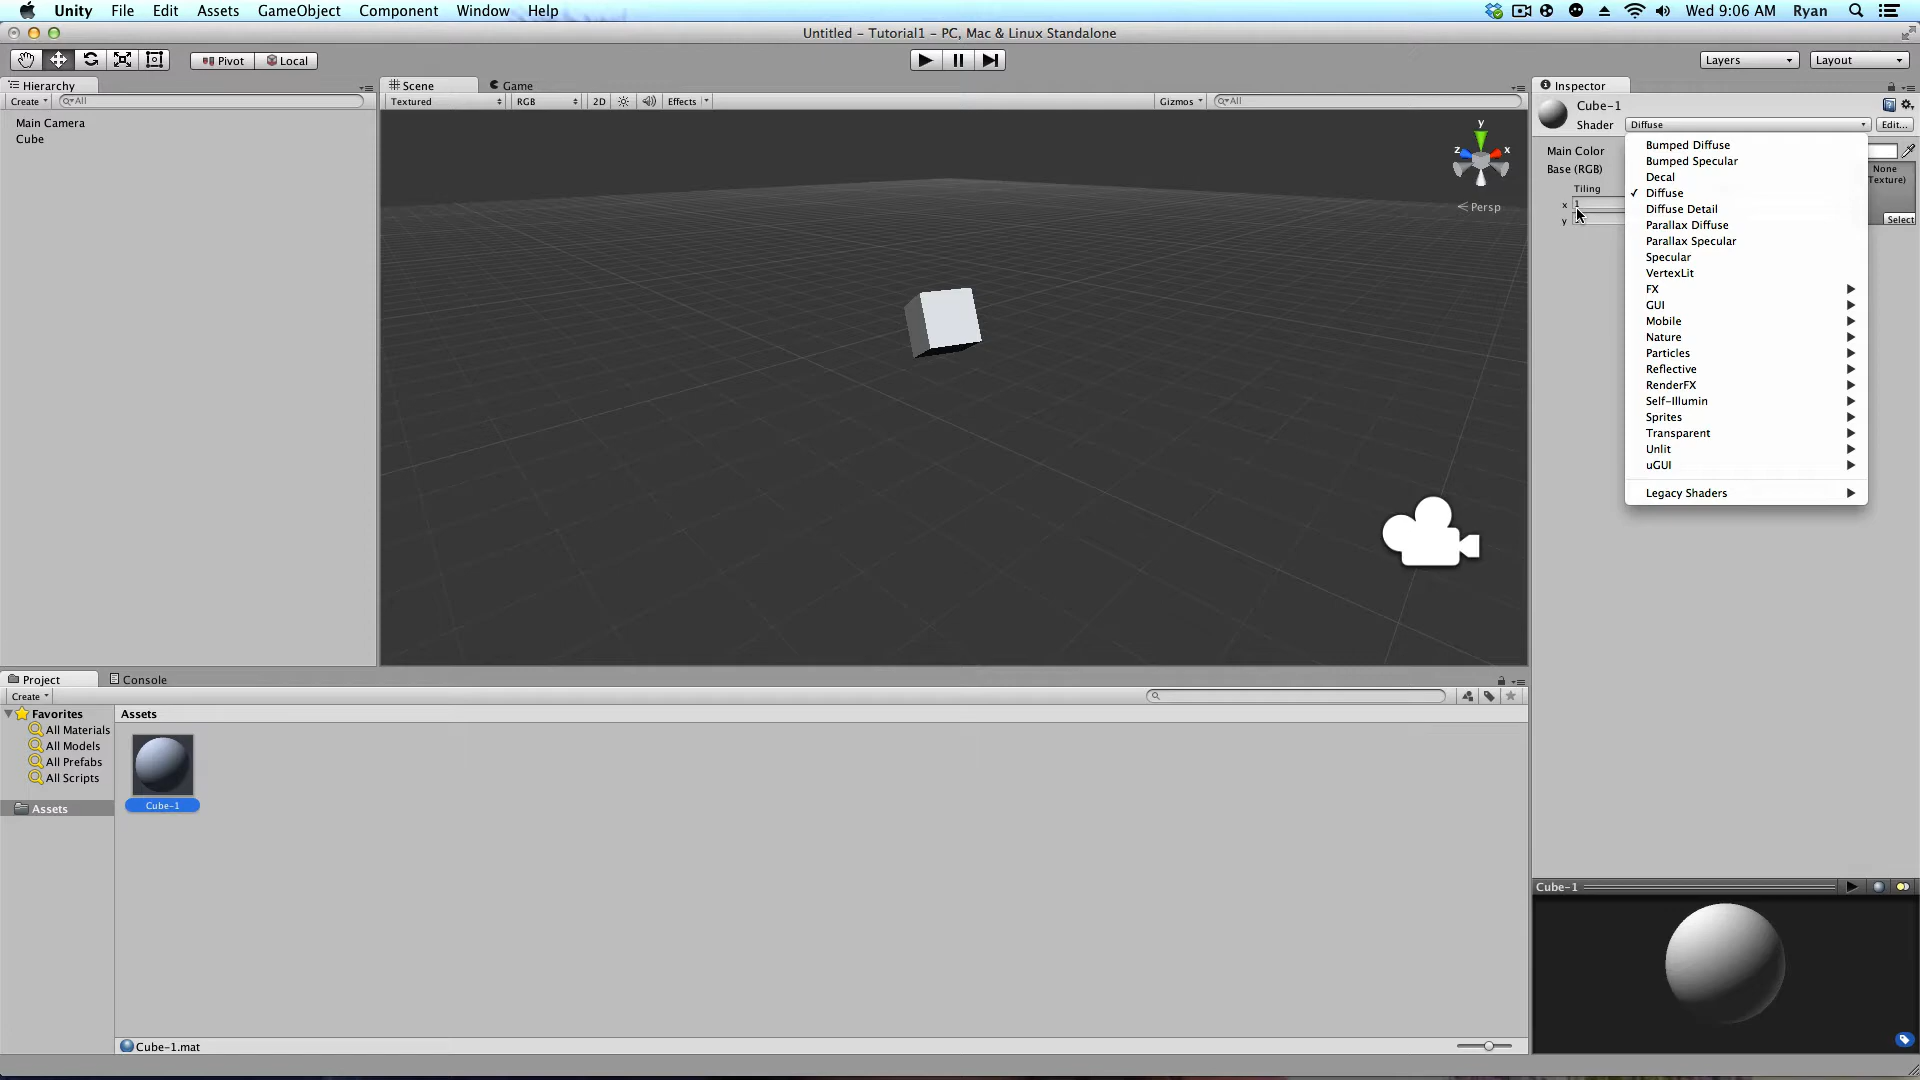 Unity File Edit Assets GameObject Component Window Help Wed 9:06 AM Ryan
Untitled - Tutorial1 - PC, Mac & Linux Standalone
Pivot Local Layers Layout
Hierarchy
Create All
Main Camera
Cube
Scene Game
Textured RGB 2D Effects Gizmos All
y
z x
Persp
Inspector
Cube-1
Shader Diffuse Edit...
Main Color
Base (RGB)
Tiling
x 1
y
None
Texture)
Select
Bumped Diffuse
Bumped Specular
Decal
✓ Diffuse
Diffuse Detail
Parallax Diffuse
Parallax Specular
Specular
VertexLit
FX
GUI
Mobile
Nature
Particles
Reflective
RenderFX
Self-Illumin
Sprites
Transparent
Unlit
uGUI
Legacy Shaders
Project Console
Create
Favorites
All Materials
All Models
All Prefabs
All Scripts
Assets
Assets
Cube-1
Cube-1.mat
Cube-1